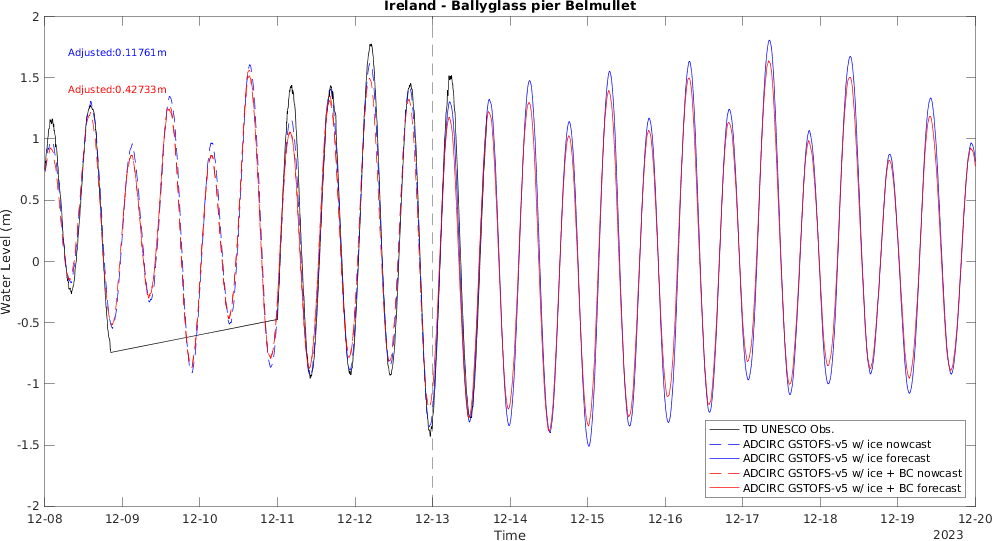 Ireland - Ballyglass pier Belmullet
2
1.5
1
0.5
0
-0.5
-1
-1.5
-2
Water Level (m)
Adjusted:0.11761m
Adjusted:0.42733m
TD UNESCO Obs.
ADCIRC GSTOFS-v5 w/ ice nowcast
ADCIRC GSTOFS-v5 w/ ice forecast
ADCIRC GSTOFS-v5 w/ ice + BC nowcast
ADCIRC GSTOFS-v5 w/ ice + BC forecast
12-08 12-09 12-10 12-11 12-12 12-13 12-14 12-15 12-16 12-17 12-18 12-19 12-20
Time
2023